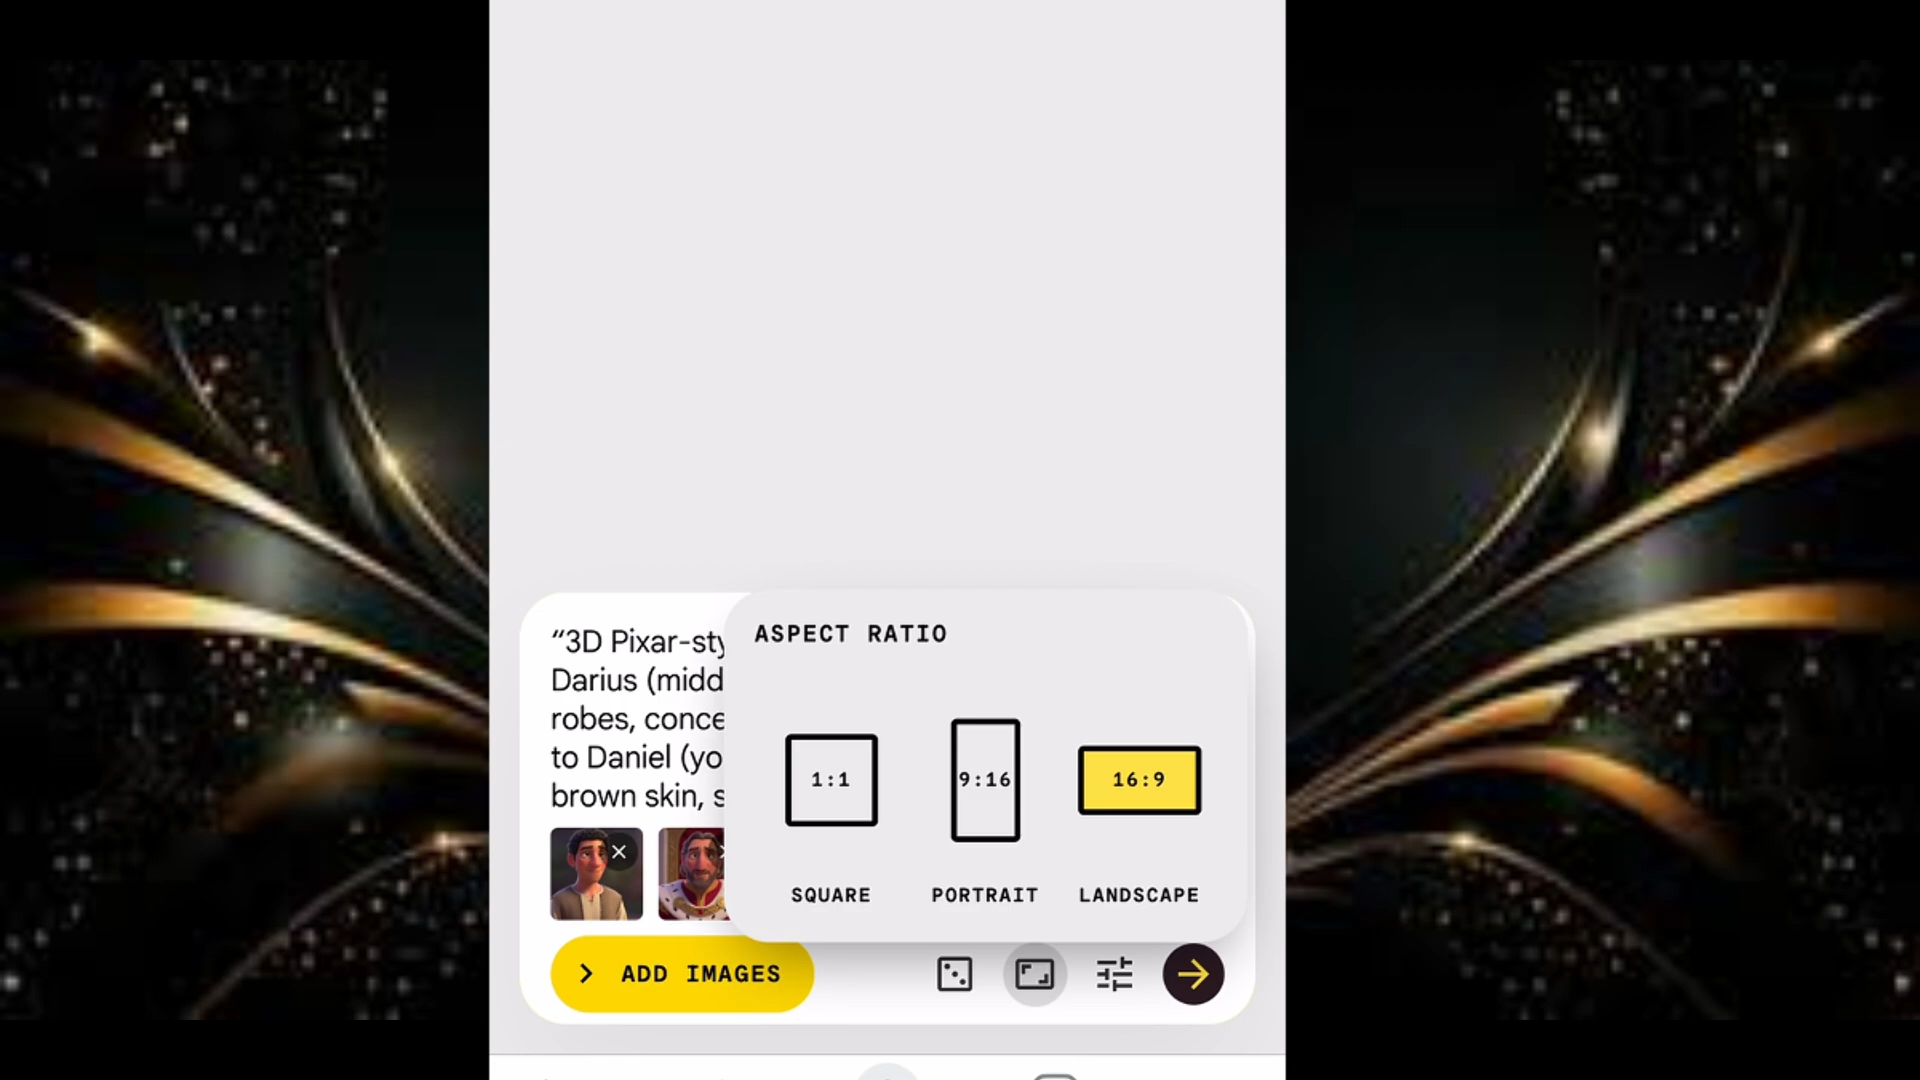 “3D Pixar-sty
Darius (midd
robes, conce
to Daniel (yo
brown skin, s
ASPECT RATIO
1:1
9:16
16:9
SQUARE
PORTRAIT
LANDSCAPE
ADD IMAGES